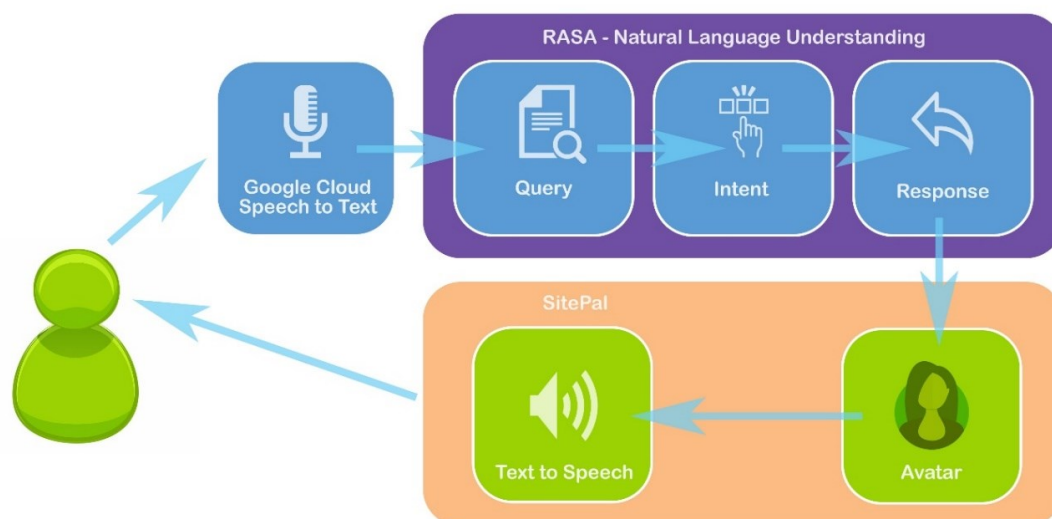 RASA - Natural Language Understanding
Google Cloud
Speech to Text
Query
Intent
Response
SitePal
Text to Speech
Avatar